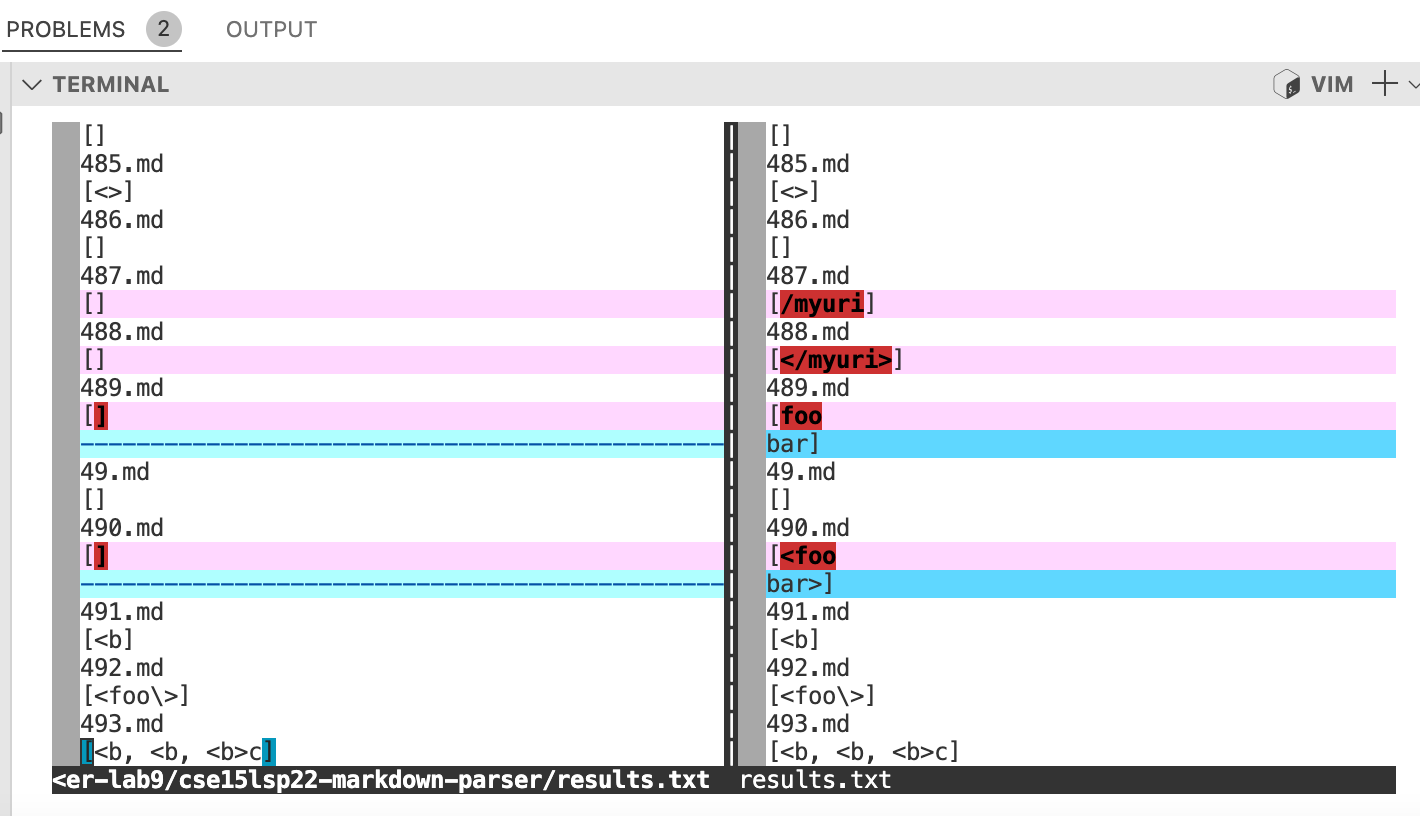 PROBLEMS 2 OUTPUT
TERMINAL VIM
[] []
485.md 485.md
[<>] [<>]
486.md 486.md
[] []
487.md 487.md
[] [/myuri]
488.md 488.md
[] [</myuri>]
489.md 489.md
[] [foo
------------------------------------------------ bar]
49.md 49.md
[] []
490.md 490.md
[] [<foo
------------------------------------------------ bar>]
491.md 491.md
[<b] [<b]
492.md 492.md
[<foo\>] [<foo\>]
493.md 493.md
[<b, <b, <b>c] [<b, <b, <b>c]
<er-lab9/cse15lsp22-markdown-parser/results.txt results.txt